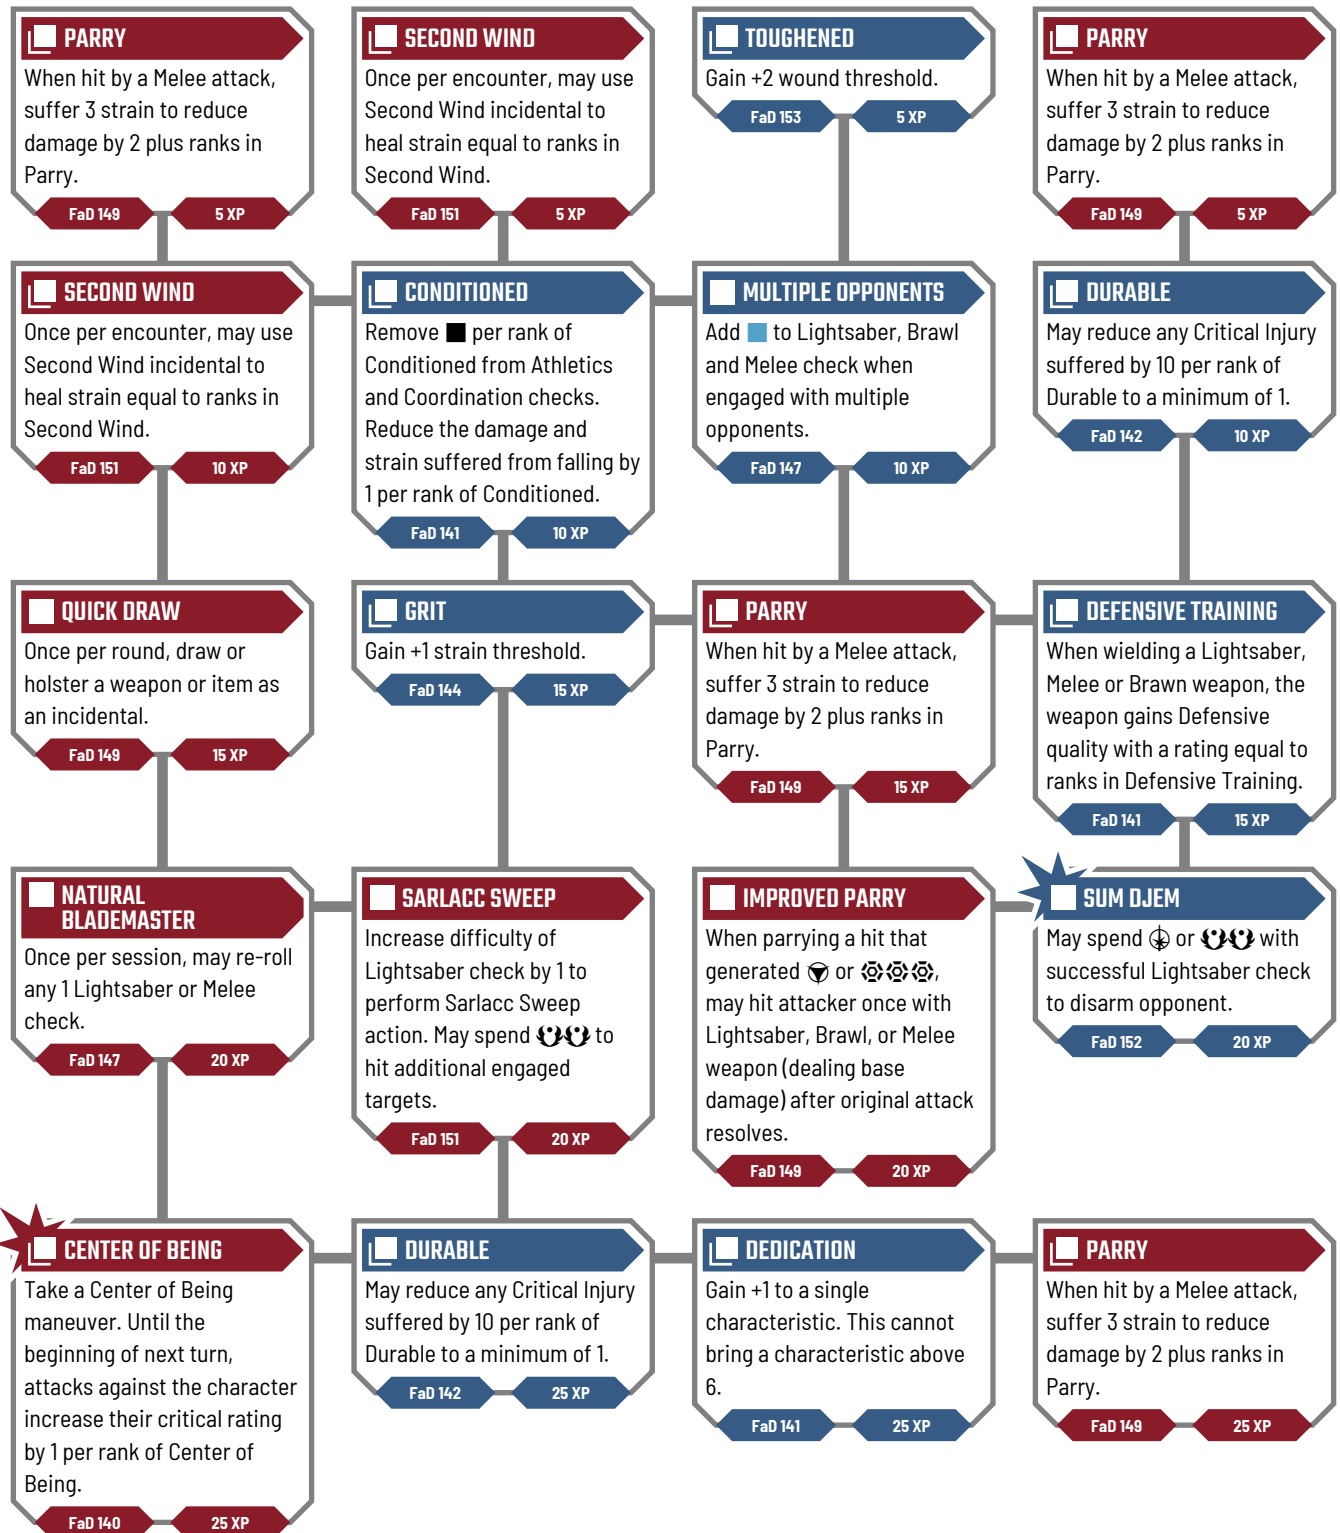 PARRY
When hit by a Melee attack,
suffer 3 strain to reduce
damage by 2 plus ranks in
Parry.
FaD 149 5 XP
SECOND WIND
Once per encounter, may use
Second Wind incidental to
heal strain equal to ranks in
Second Wind.
FaD 151 5 XP
TOUGHENED
Gain +2 wound threshold.
FaD 153 5 XP
PARRY
When hit by a Melee attack,
suffer 3 strain to reduce
damage by 2 plus ranks in
Parry.
FaD 149 5 XP
SECOND WIND
Once per encounter, may use
Second Wind incidental to
heal strain equal to ranks in
Second Wind.
FaD 151 10 XP
CONDITIONED
Remove per rank of
Conditioned from Athletics
and Coordination checks.
Reduce the damage and
strain suffered from falling by
1 per rank of Conditioned.
FaD 141 10 XP
MULTIPLE OPPONENTS
Add to Lightsaber, Brawl
and Melee check when
engaged with multiple
opponents.
FaD 147 10 XP
DURABLE
May reduce any Critical Injury
suffered by 10 per rank of
Durable to a minimum of 1.
FaD 142 10 XP
QUICK DRAW
Once per round, draw or
holster a weapon or item as
an incidental.
FaD 149 15 XP
GRIT
Gain +1 strain threshold.
FaD 144 15 XP
PARRY
When hit by a Melee attack,
suffer 3 strain to reduce
damage by 2 plus ranks in
Parry.
FaD 149 15 XP
DEFENSIVE TRAINING
When wielding a Lightsaber,
Melee or Brawn weapon, the
weapon gains Defensive
quality with a rating equal to
ranks in Defensive Training.
FaD 141 15 XP
NATURAL
BLADEMASTER
Once per session, may re-roll
any 1 Lightsaber or Melee
check.
FaD 147 20 XP
SARLACC SWEEP
Increase difficulty of
Lightsaber check by 1 to
perform Sarlacc Sweep
action. May spend to
hit additional engaged
targets.
FaD 151 20 XP
IMPROVED PARRY
When parrying a hit that
generated or ,
may hit attacker once with
Lightsaber, Brawl, or Melee
weapon (dealing base
damage) after original attack
resolves.
FaD 149 20 XP
SUM DJEM
May spend or with
successful Lightsaber check
to disarm opponent.
FaD 152 20 XP
CENTER OF BEING
Take a Center of Being
maneuver. Until the
beginning of next turn,
attacks against the character
increase their critical rating
by 1 per rank of Center of
Being.
FaD 140 25 XP
DURABLE
May reduce any Critical Injury
suffered by 10 per rank of
Durable to a minimum of 1.
FaD 142 25 XP
DEDICATION
Gain +1 to a single
characteristic. This cannot
bring a characteristic above
6.
FaD 141 25 XP
PARRY
When hit by a Melee attack,
suffer 3 strain to reduce
damage by 2 plus ranks in
Parry.
FaD 149 25 XP